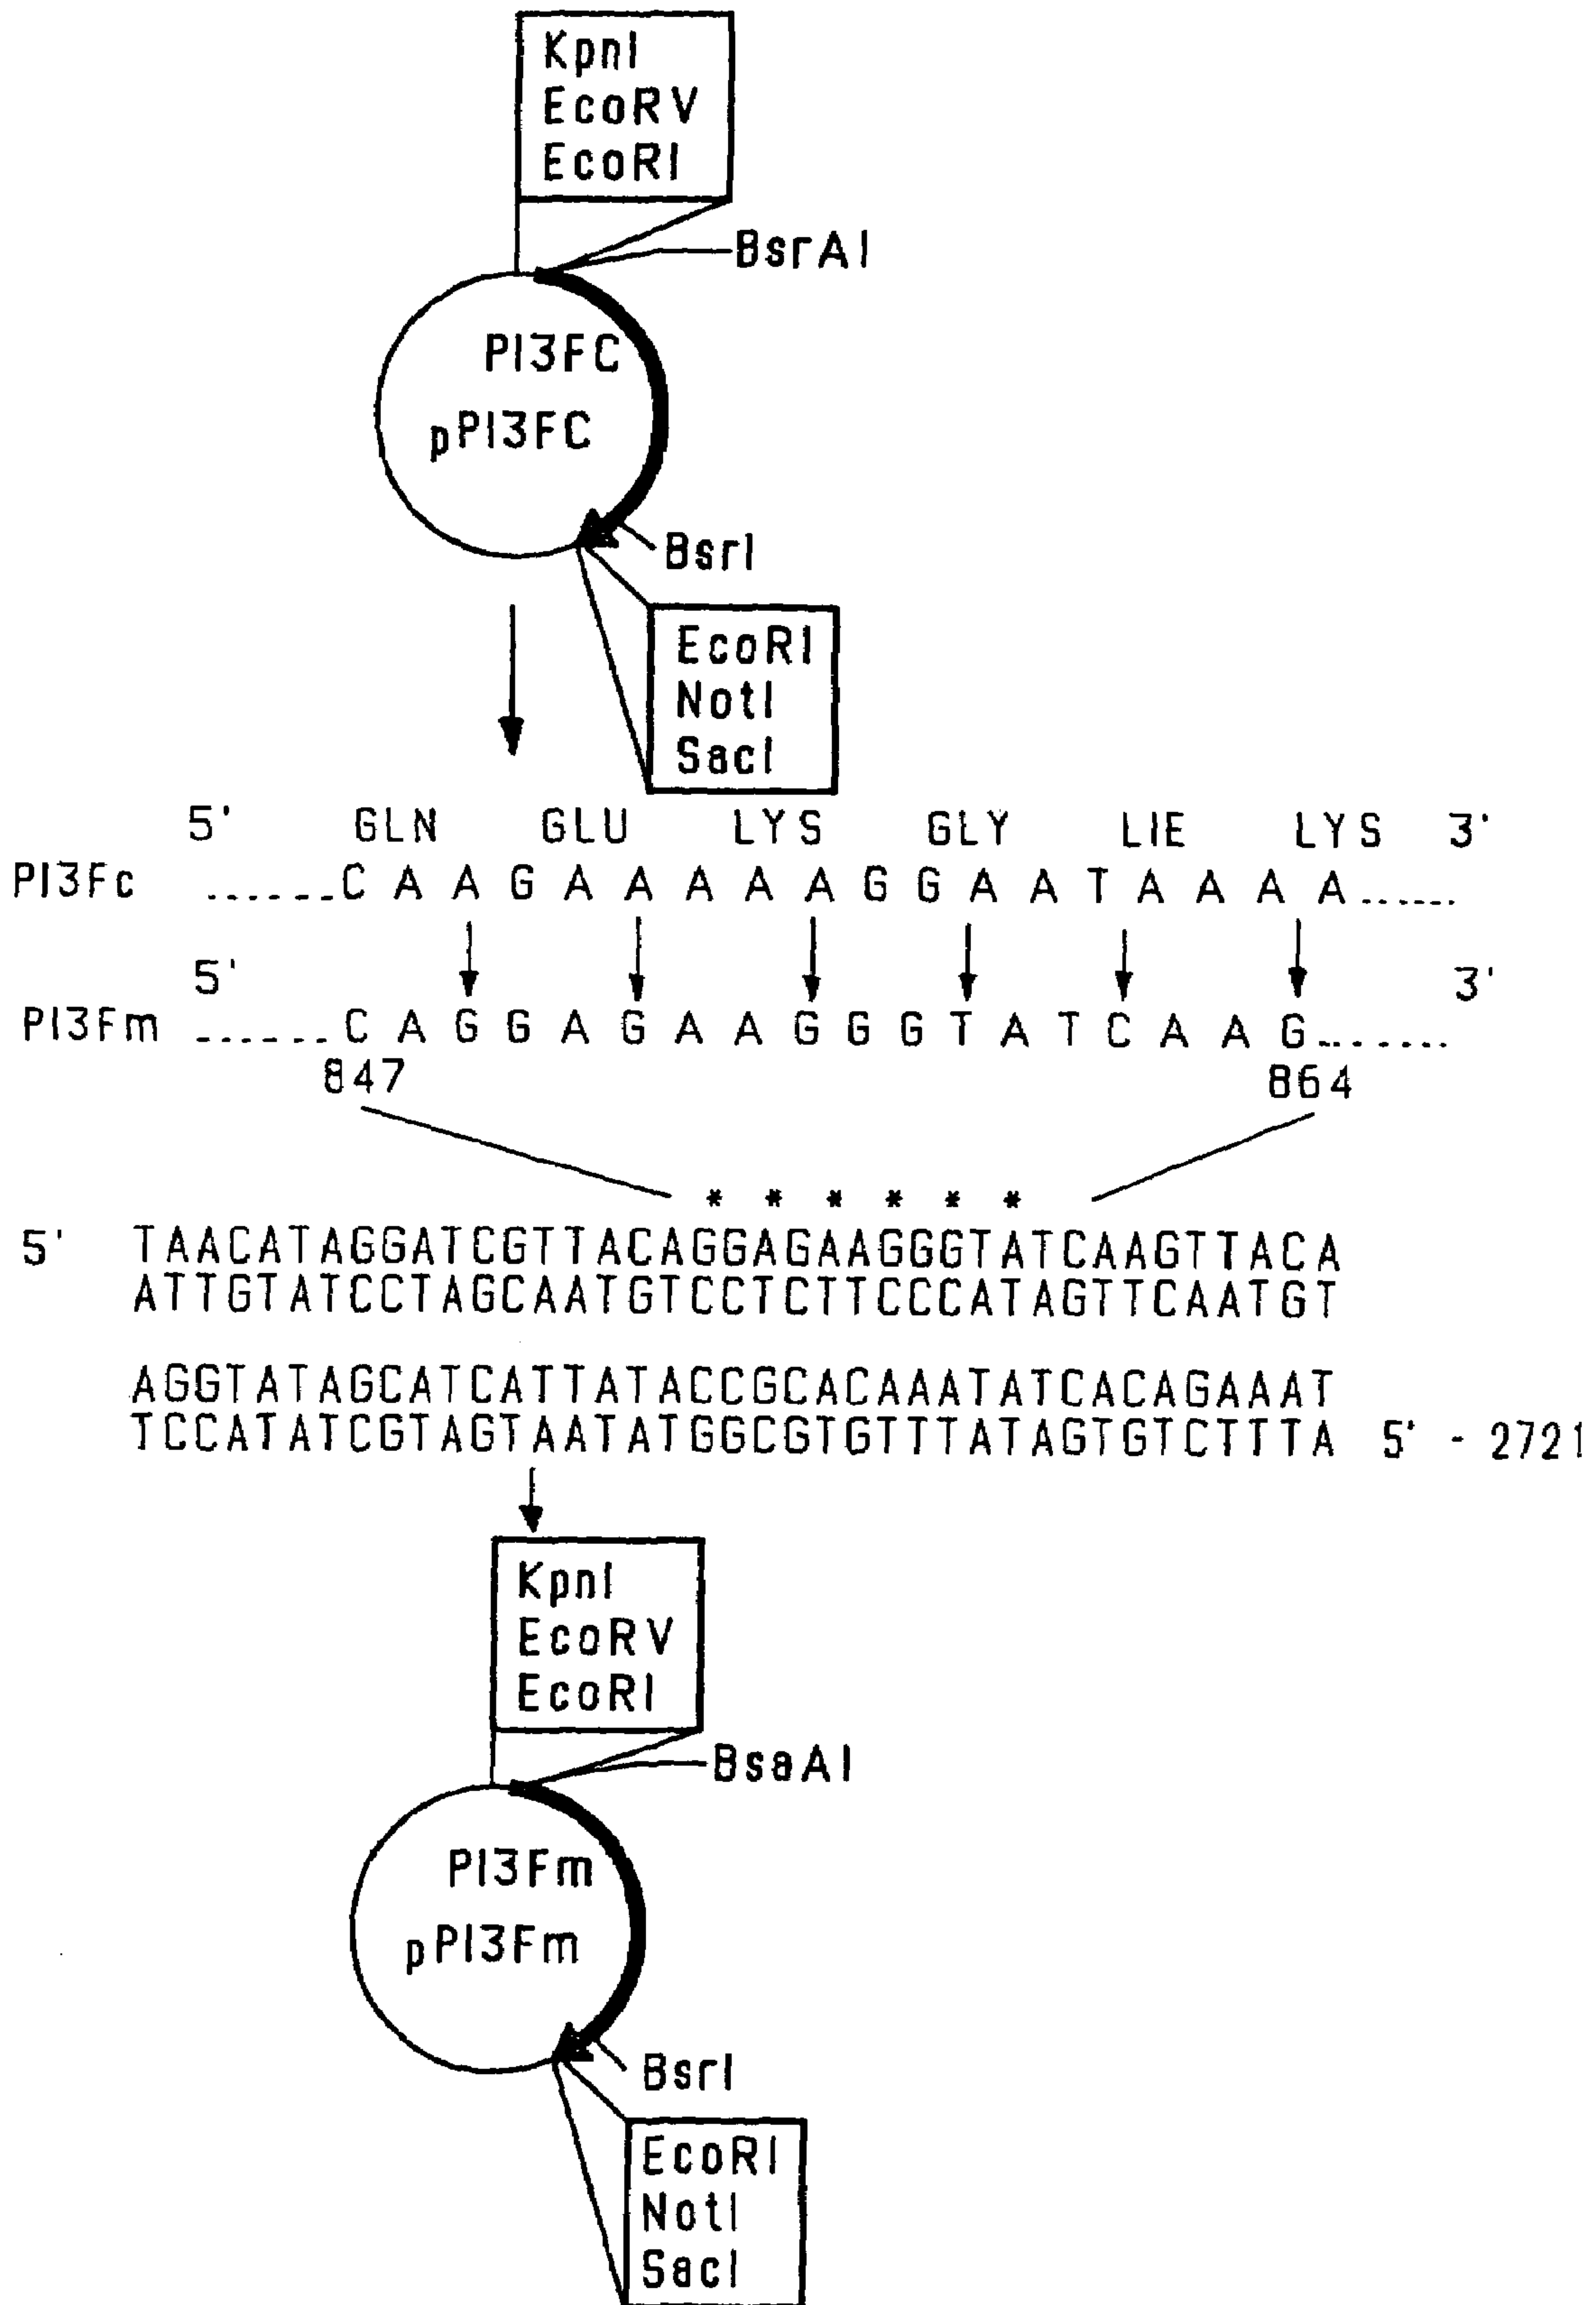 KpnI
EcoRV
EcoRI
BsrAI
PI3FC
pPI3FC
BsrI
EcoRI
NotI
SacI
5' GLN GLU LYS GLY LIE LYS 3'
PI3Fc ......C A A G A A A A A G G A A T A A A A......
5' 3'
PI3Fm ......C A G G A G A A G G G T A T C A A G.......
847 864
* * * * * *
5' TAACATAGGATCGTTACAGGAGAAGGGTATCAAGTTACA
ATTGTATCCTAGCAATGTCCTCTTCCCATAGTTCAATGT
AGGTATAGCATCATTATACCGCACAAATATCACAGAAAT
TCCATATCGTAGTAATATGGCGTGTTTATAGTGTCTTTA 5' - 2721
KpnI
EcoRV
EcoRI
BsaAI
PI3Fm
pPI3Fm
BsrI
EcoRI
NotI
SacI